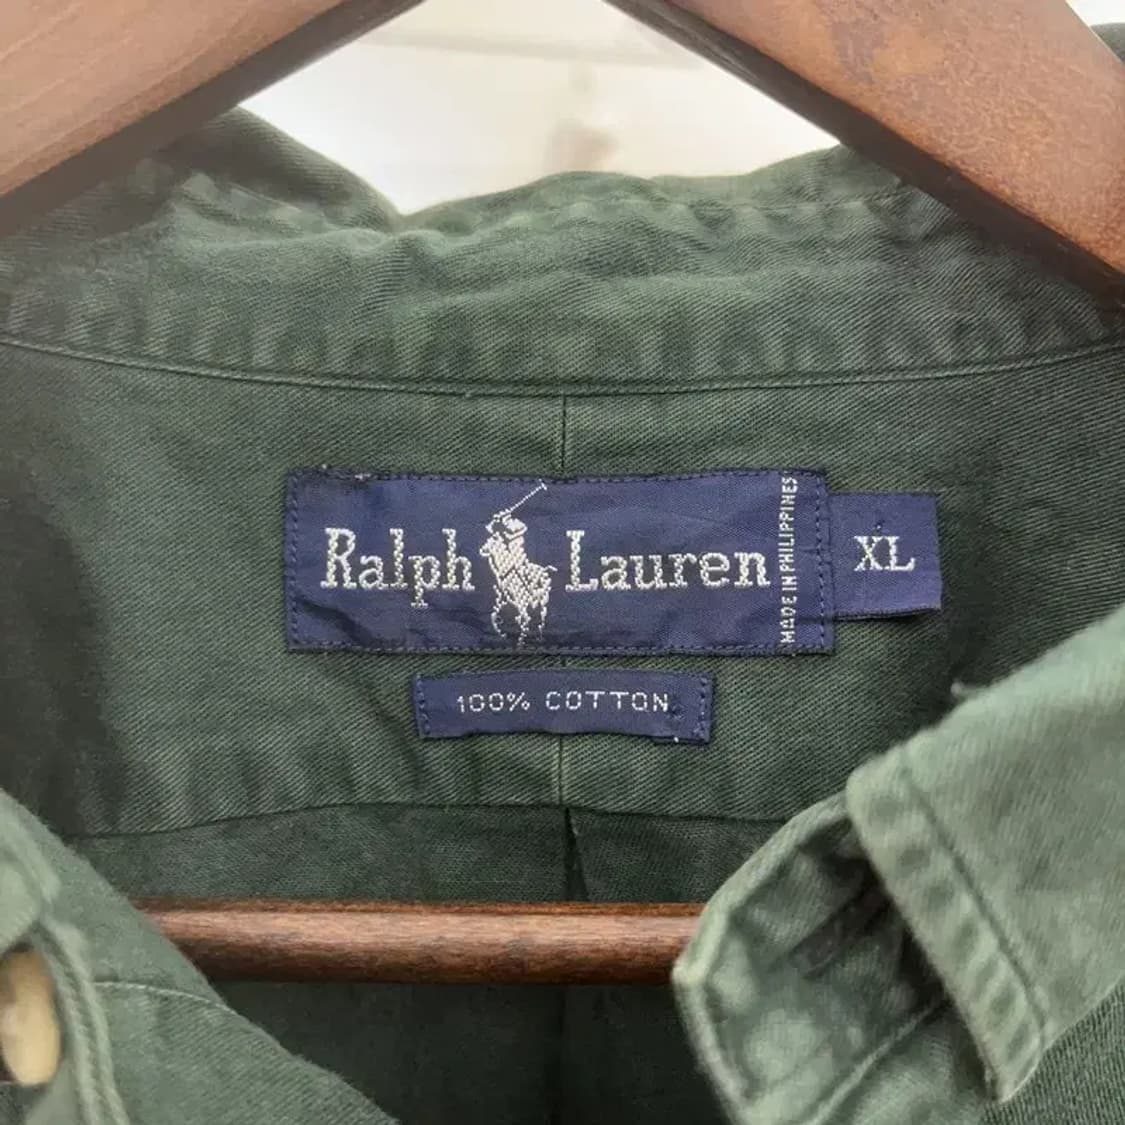 Ralph Lauren
MADE IN PHILIPPINES
XL
100% COTTON